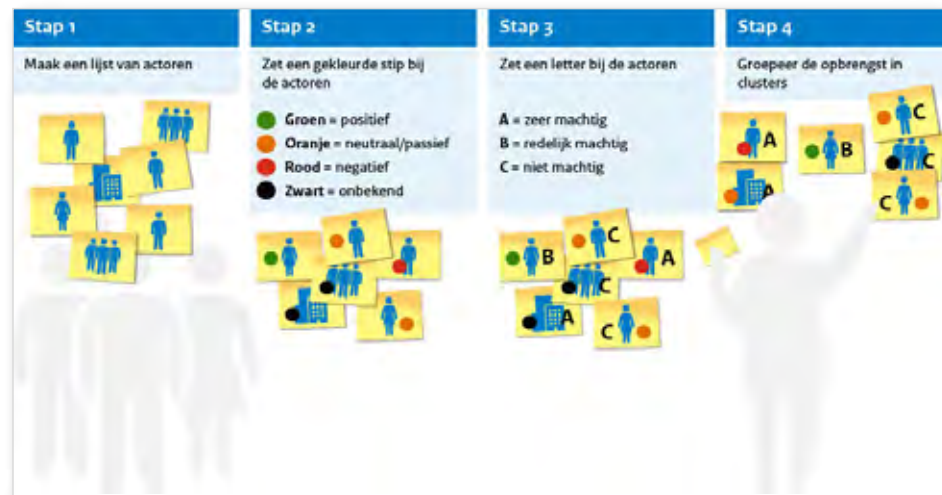 Stap 1
Maak een lijst van actoren
Stap 2
Zet een gekleurde stip bij
de actoren
Groen = positief
Oranje = neutraal/passief
Rood = negatief
Zwart = onbekend
Stap 3
Zet een letter bij de actoren
A = zeer machtig
B = redelijk machtig
C = niet machtig
B
C
A
C
A
C
Stap 4
Groepeer de opbrengst in
clusters
A
A
B
C
C
C